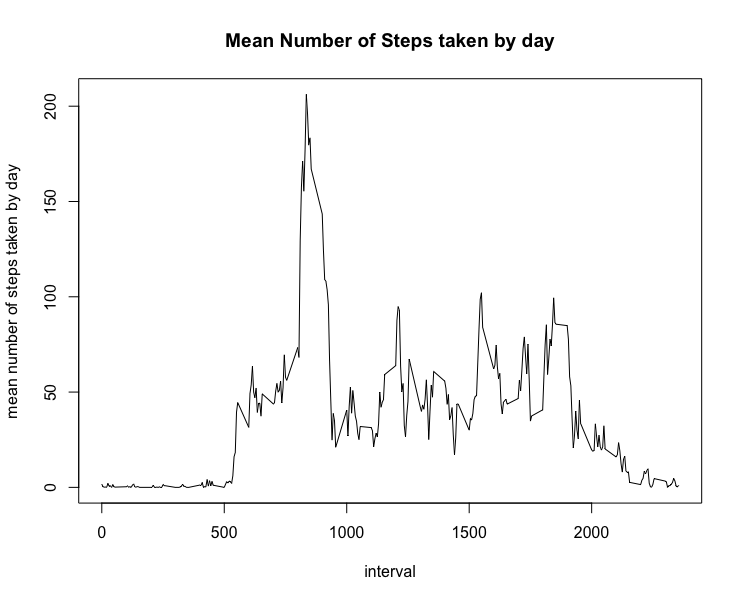 Mean Number of Steps taken by day
mean number of steps taken by day
200
150
100
50
0
0 500 1000 1500 2000
interval